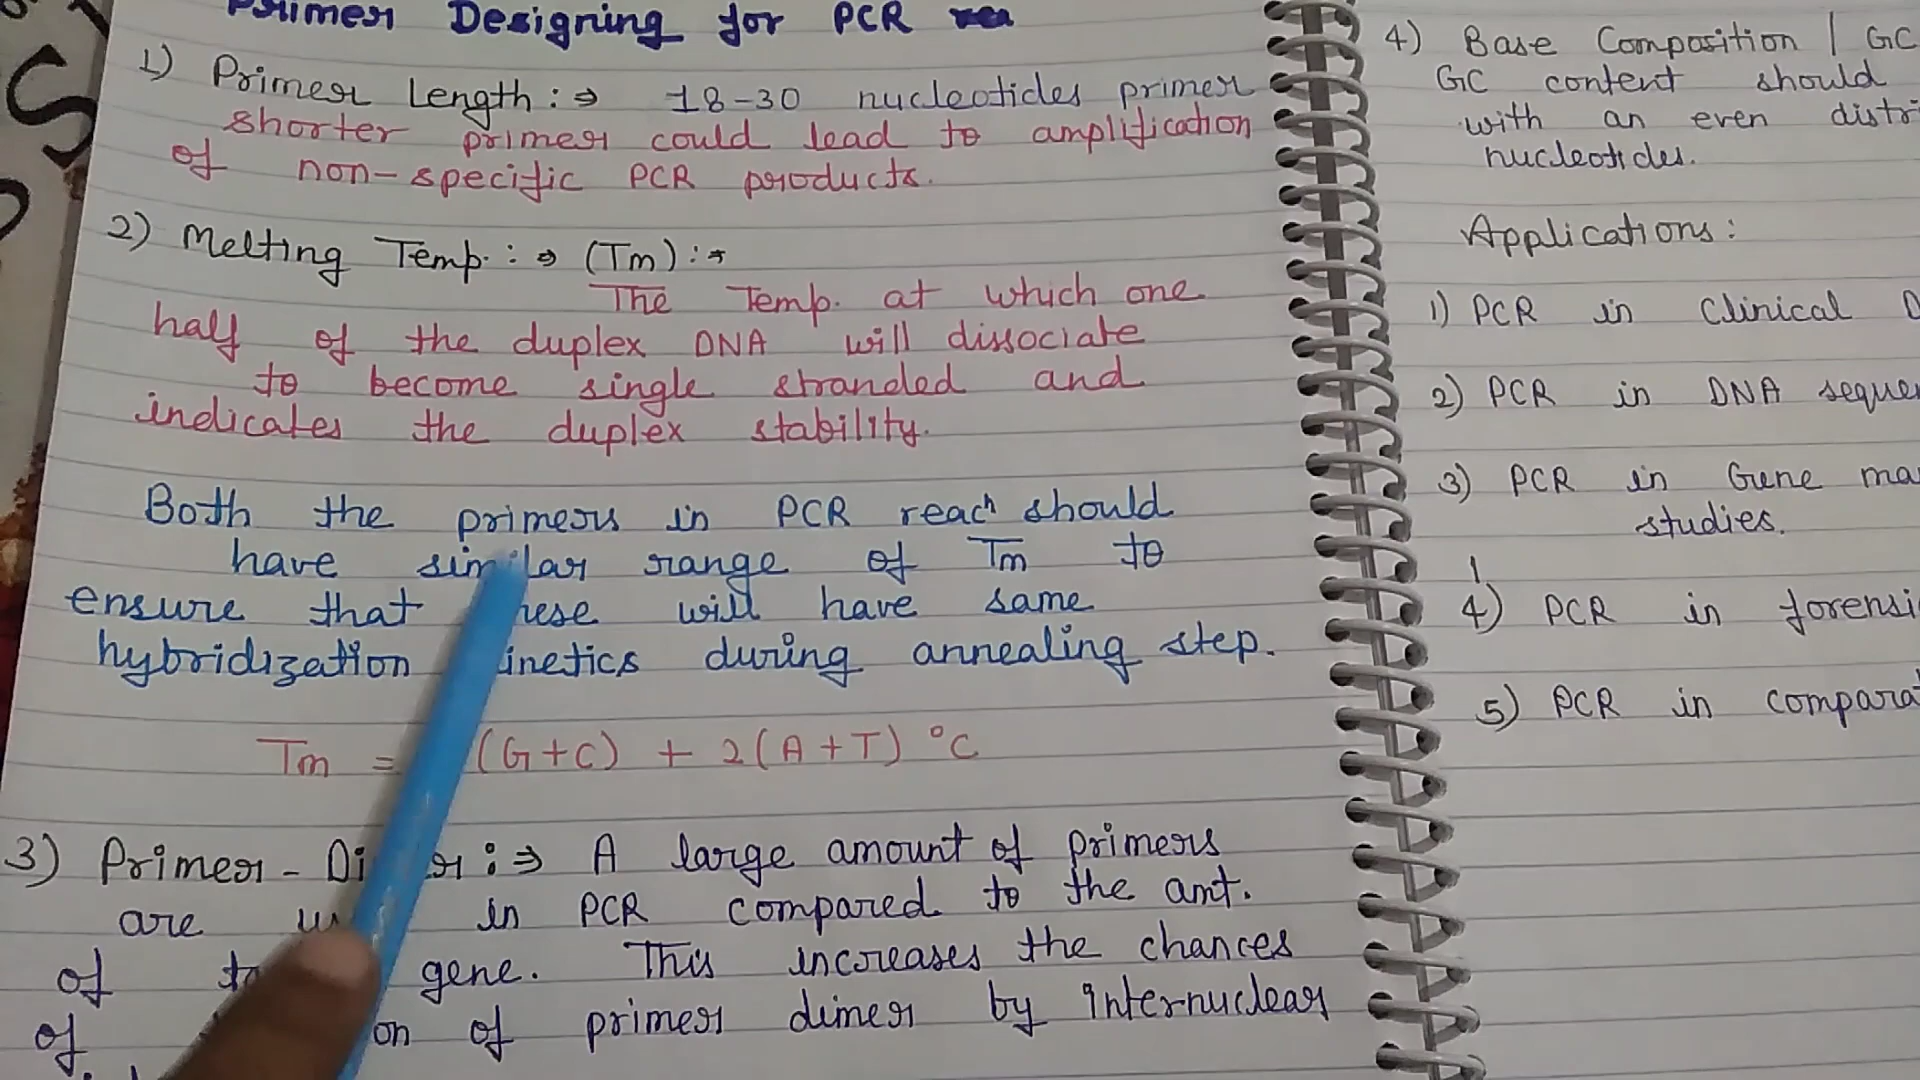 Primer Designing for PCR
1) Primer Length : ⇒ 18-30 nucleotides primer
shorter primer could lead to amplification
of non-specific PCR products.
2) Melting Temp. : ⇒ (Tm) : →
The Temp. at which one
half of the duplex DNA will dissociate
to become single stranded and
indicates the duplex stability.
Both the primers in PCR reacn should
have similar range of Tm to
ensure that will have same
hybridization during annealing step.
Tm = (G+C) + 2(A+T) °C
3) Primer - : ⇒ A large amount of primers
are in PCR compared to the amt.
of gene. This increases the chances
of of primer dimer by internuclear
4) Base Composition / GC
GC content should
with an even
nucleotides.
Applications :
1) PCR in Clinical
2) PCR in DNA
3) PCR in Gene
studies.
4) PCR in
5) PCR in